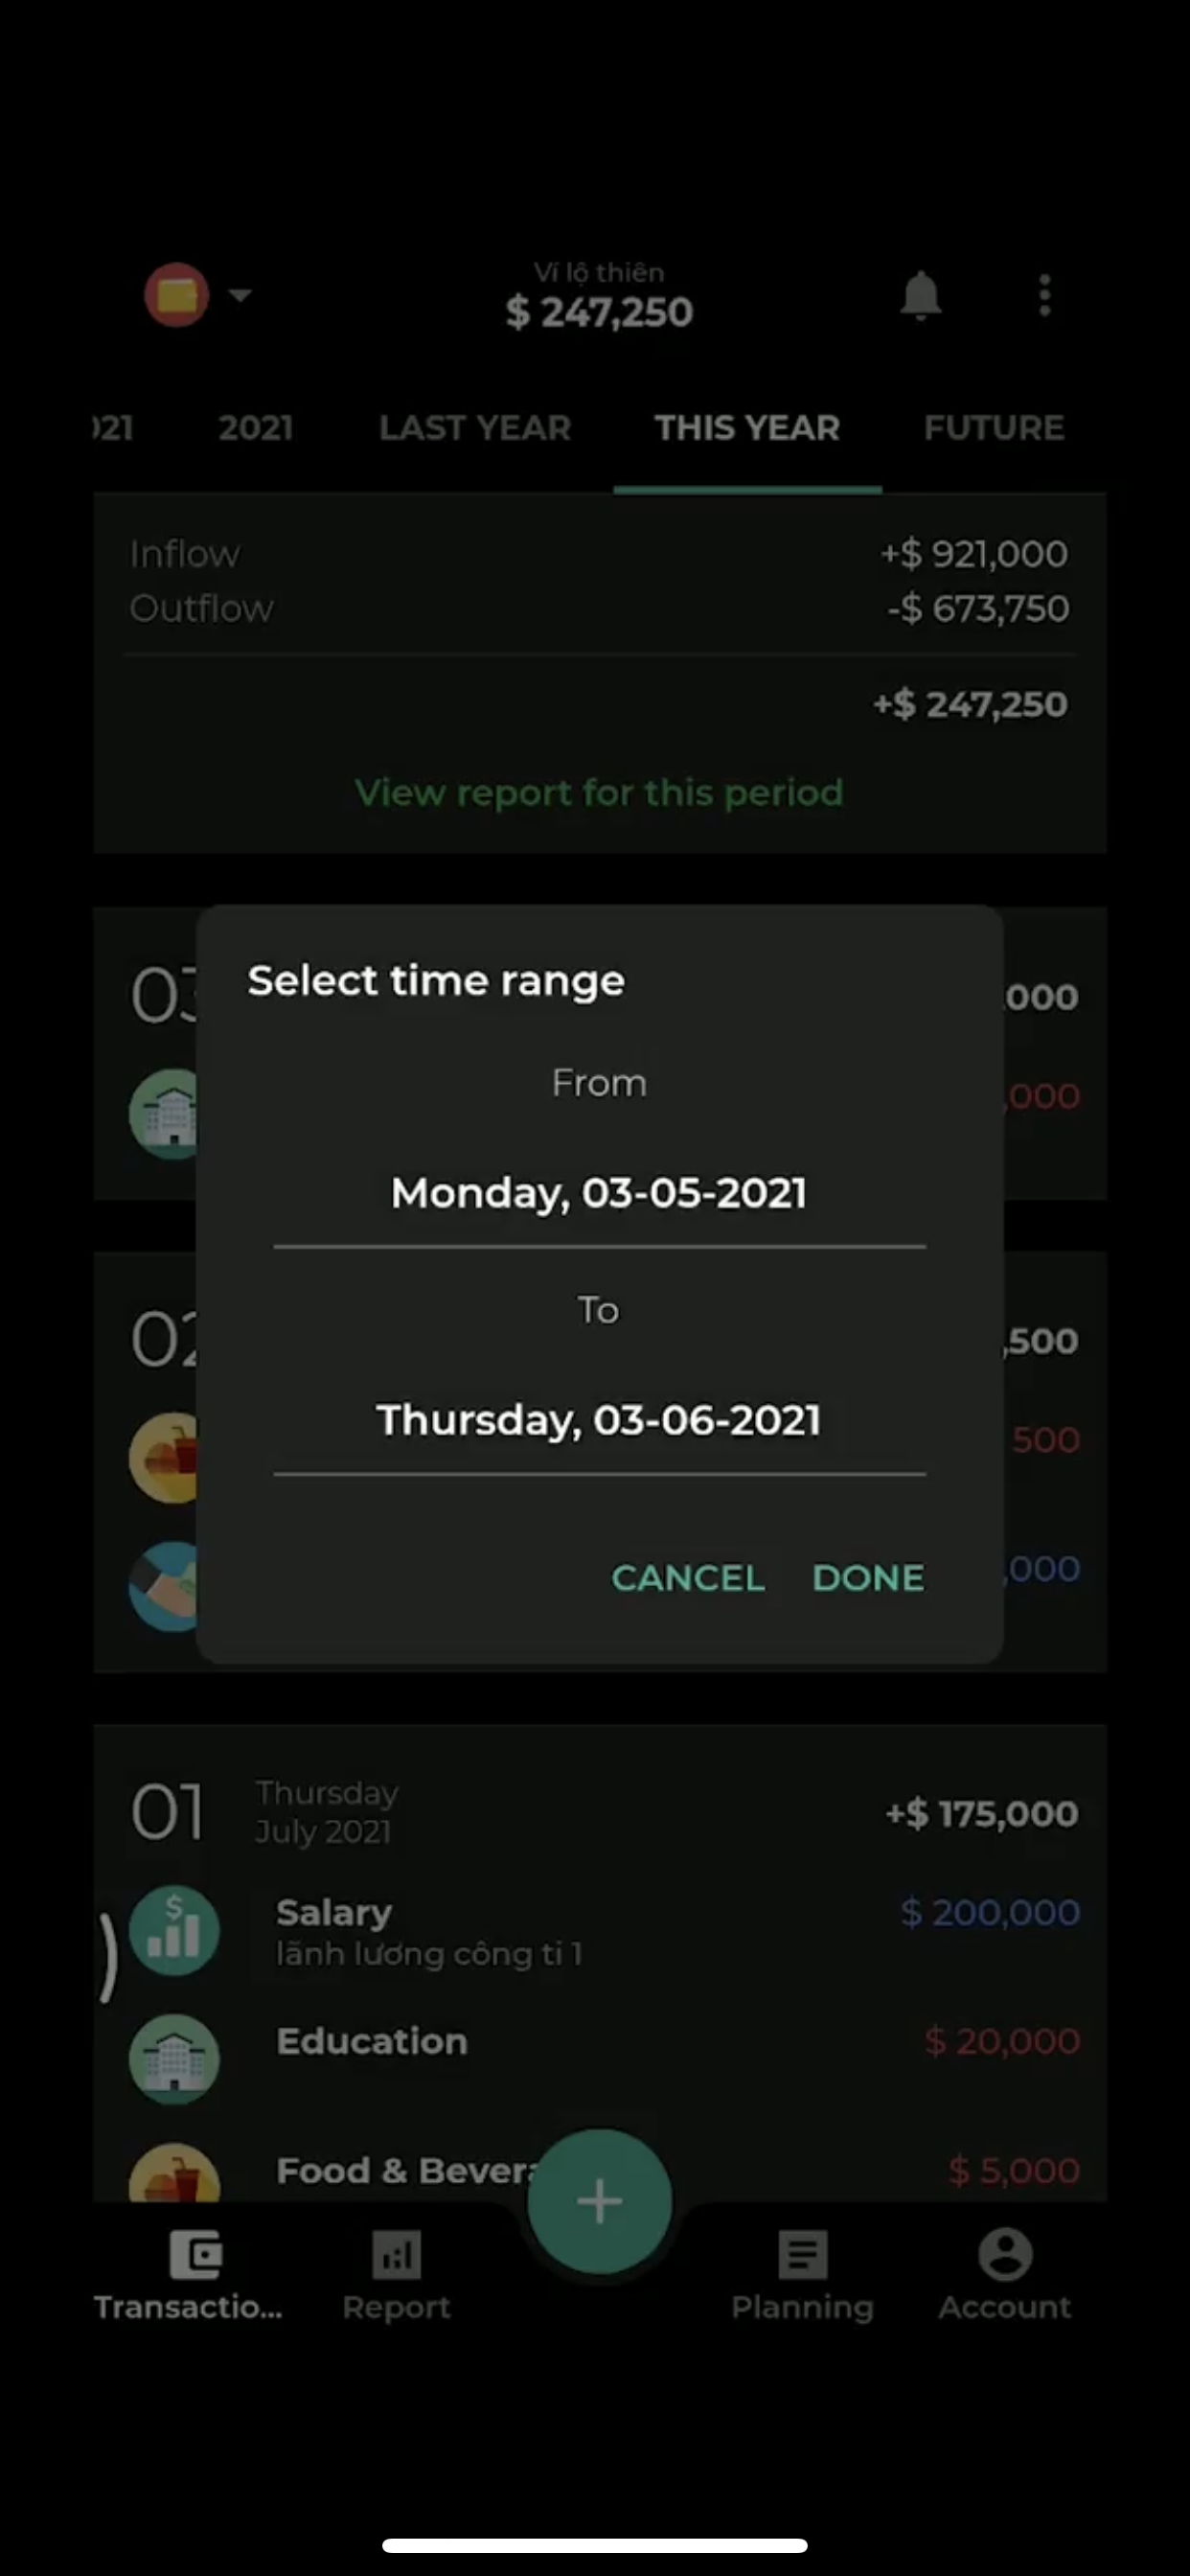 Ví lộ thiên
$ 247,250
021 2021 LAST YEAR THIS YEAR FUTURE
Inflow +$ 921,000
Outflow -$ 673,750
+$ 247,250
View report for this period
03 000
,000
Select time range
From
Monday, 03-05-2021
To
Thursday, 03-06-2021
CANCEL DONE
02 ,500
500
,000
01 Thursday +$ 175,000
July 2021
Salary $ 200,000
lãnh lương công ti 1
Education $ 20,000
Food & Bever $ 5,000
Transactio... Report Planning Account